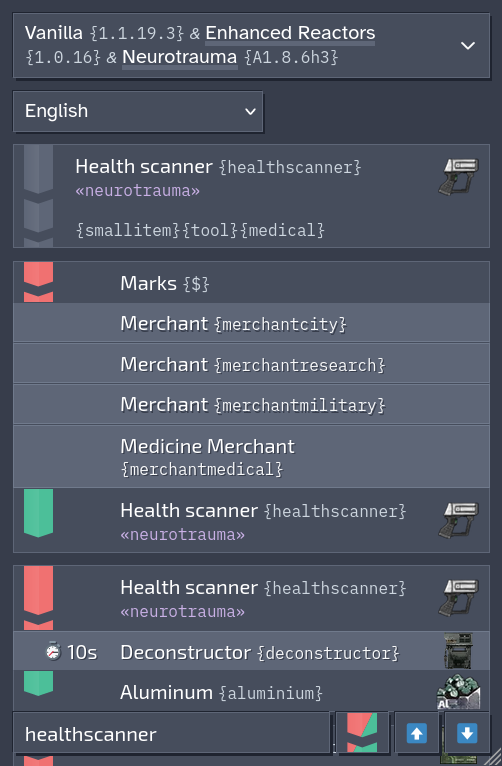 Vanilla {1.1.19.3} & Enhanced Reactors
{1.0.16} & Neurotrauma {A1.8.6h3}
English
Health scanner {healthscanner}
«neurotrauma»
{smallitem}{tool}{medical}
Marks {$}
Merchant {merchantcity}
Merchant {merchantresearch}
Merchant {merchantmilitary}
Medicine Merchant
{merchantmedical}
Health scanner {healthscanner}
«neurotrauma»
Health scanner {healthscanner}
«neurotrauma»
10s Deconstructor {deconstructor}
Aluminum {aluminium}
Al
healthscanner